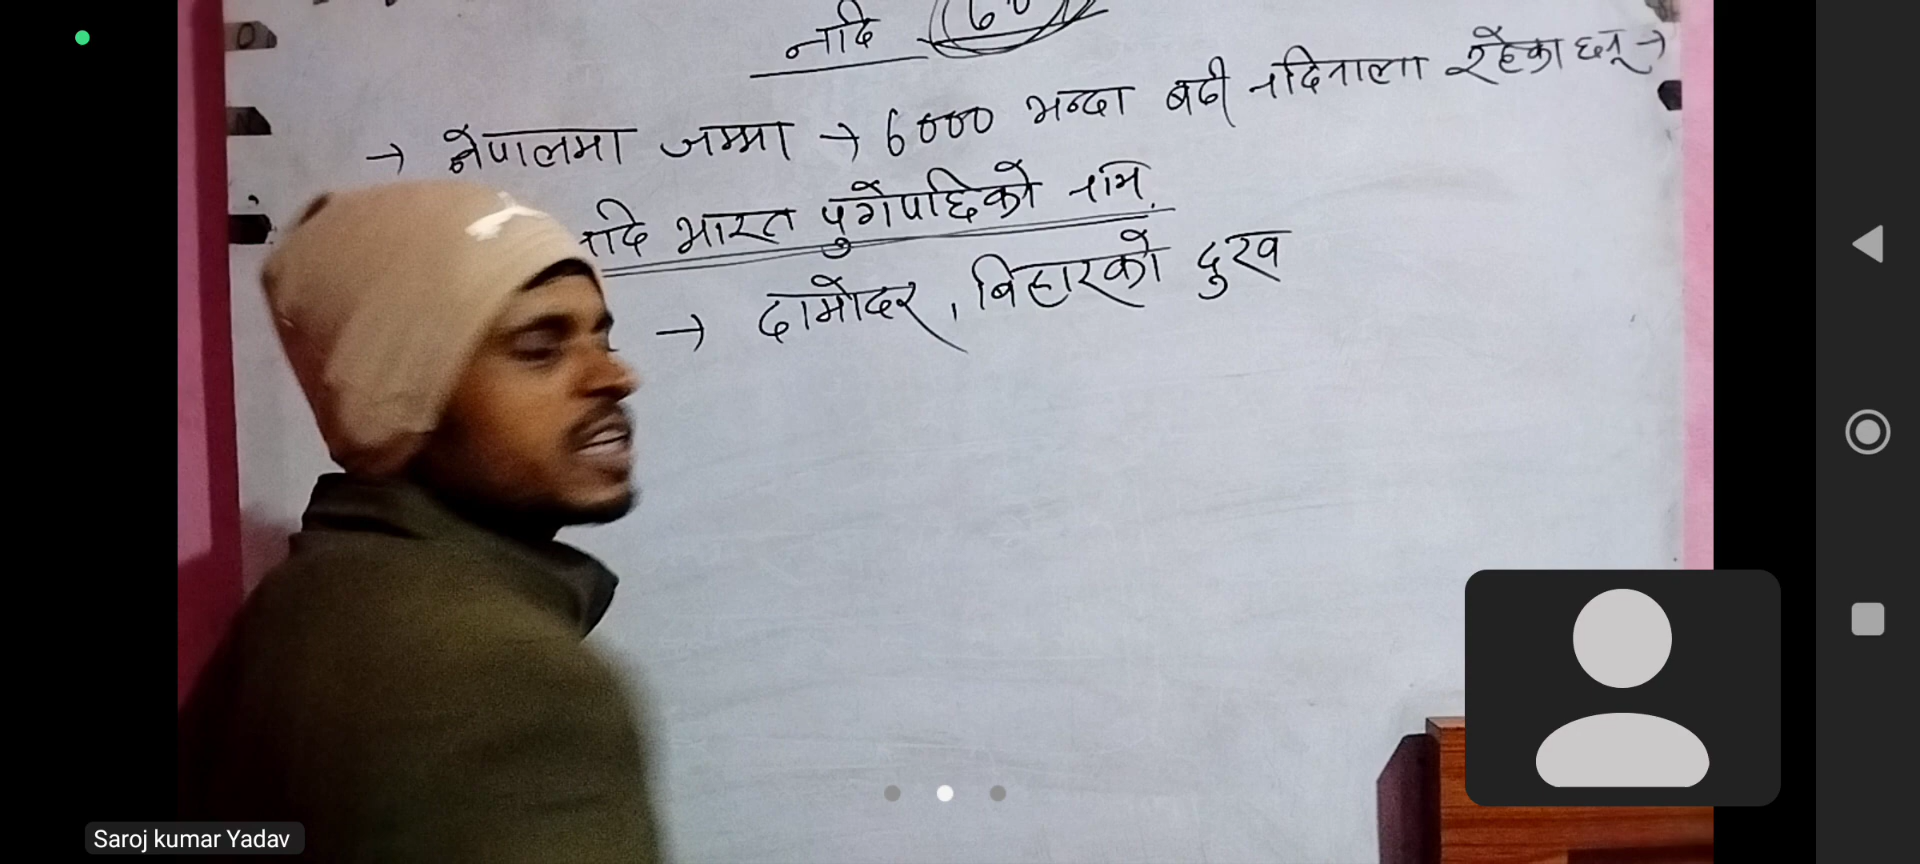 नदि
→ नेपालमा जम्मा → 6000 भन्दा बढी नदिनाला रहेका छन् →
नदि भारत पुगेपछिको नाम
→ दामोदर, बिहारको दुख
Saroj kumar Yadav